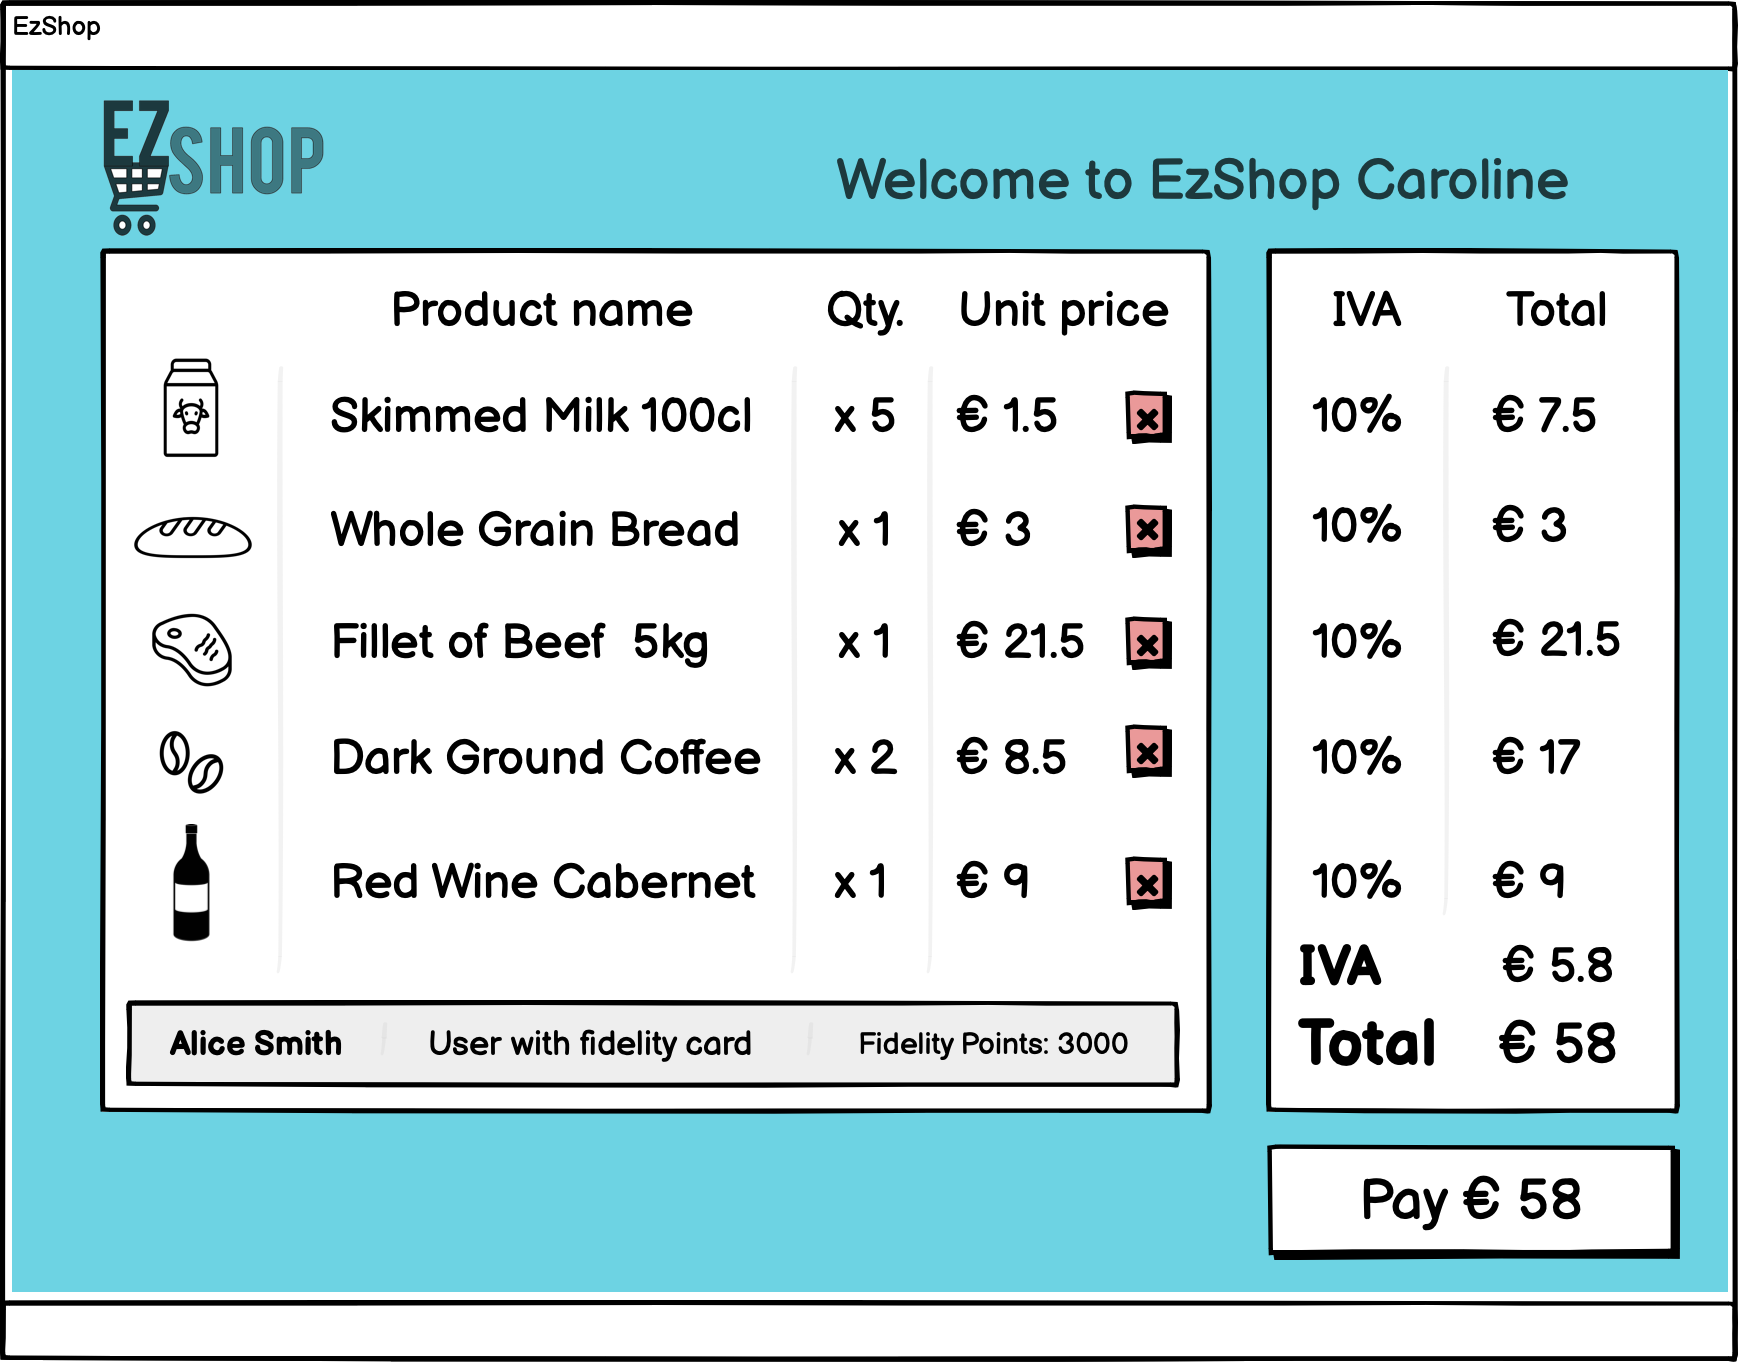 EzShop
EZSHOP
Welcome to EzShop Caroline
Product name Qty. Unit price IVA Total
Skimmed Milk 100cl x 5 € 1.5 x 10% € 7.5
Whole Grain Bread x 1 € 3 x 10% € 3
Fillet of Beef 5kg x 1 € 21.5 x 10% € 21.5
Dark Ground Coffee x 2 € 8.5 x 10% € 17
Red Wine Cabernet x 1 € 9 x 10% € 9
IVA € 5.8
Alice Smith User with fidelity card Fidelity Points: 3000 Total € 58
Pay € 58